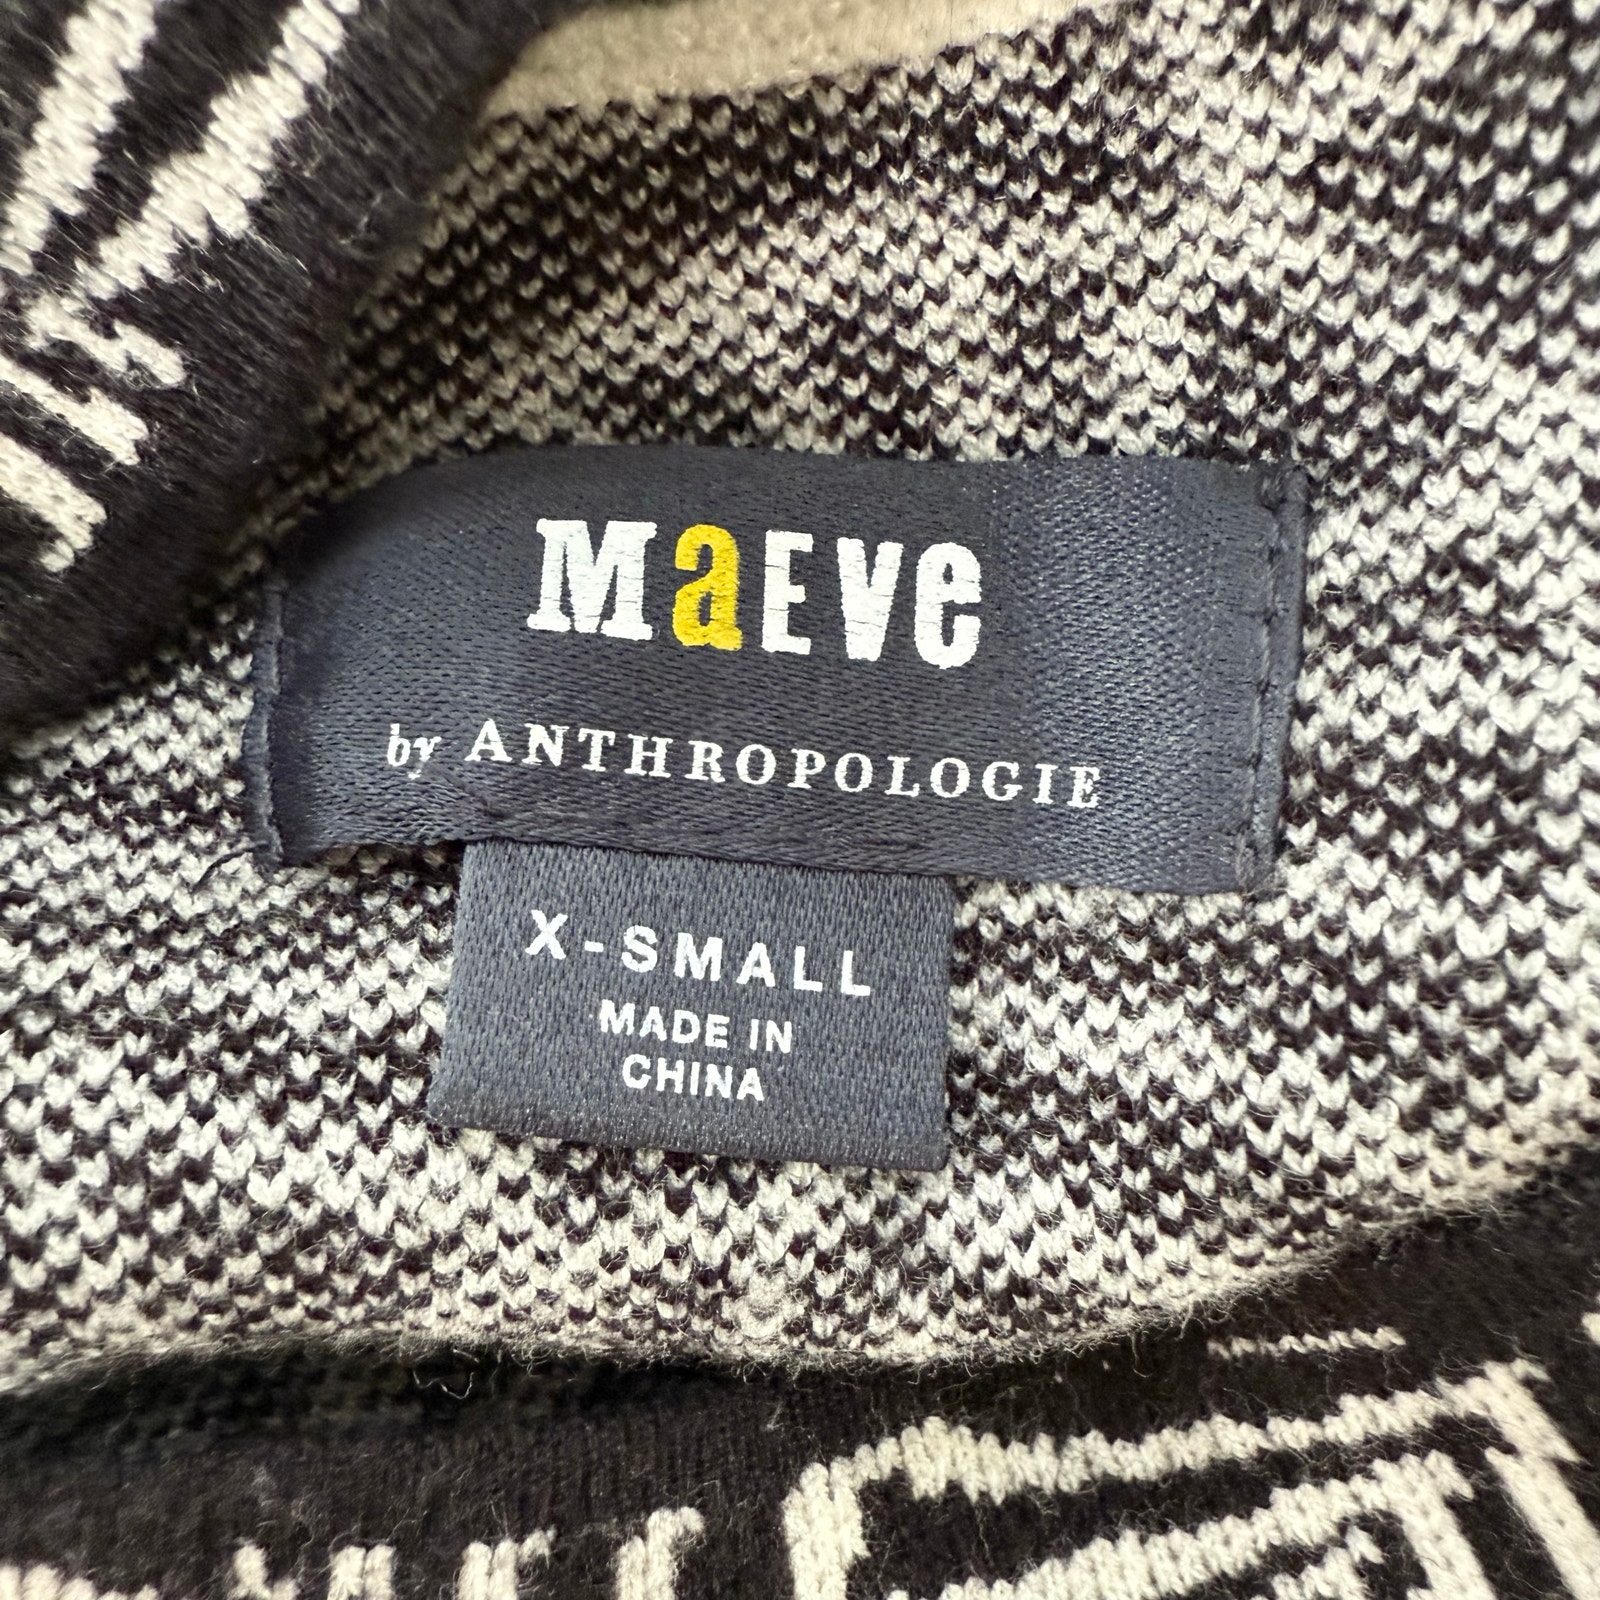 MaEVe
by ANTHROPOLOGIE
X-SMALL
MADE IN
CHINA